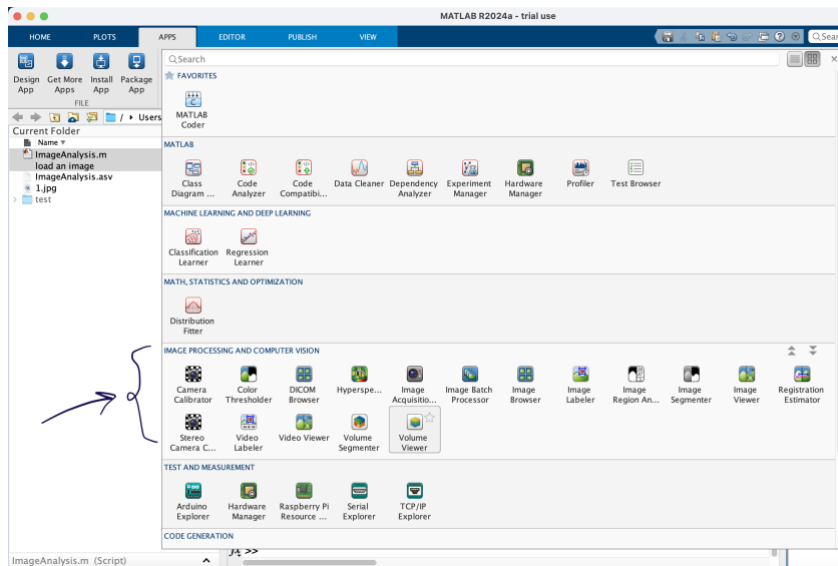 MATLAB R2024a - trial use
HOME PLOTS APPS EDITOR PUBLISH VIEW
Search
Design App
Get More Apps
Install App
Package App
FILE
/ Users
Current Folder
Name
ImageAnalysis.m
load an image
ImageAnalysis.asv
1.jpg
test
FAVORITES
MATLAB Coder
MATLAB
Class Diagram ...
Code Analyzer
Code Compatibi...
Data Cleaner
Dependency Analyzer
Experiment Manager
Hardware Manager
Profiler
Test Browser
MACHINE LEARNING AND DEEP LEARNING
Classification Learner
Regression Learner
MATH, STATISTICS AND OPTIMIZATION
Distribution Fitter
IMAGE PROCESSING AND COMPUTER VISION
Camera Calibrator
Color Thresholder
DICOM Browser
Hyperspe...
Image Acquisitio...
Image Batch Processor
Image Browser
Image Labeler
Image Region An...
Image Segmenter
Image Viewer
Registration Estimator
Stereo Camera C...
Video Labeler
Video Viewer
Volume Segmenter
Volume Viewer
TEST AND MEASUREMENT
Arduino Explorer
Hardware Manager
Raspberry Pi Resource ...
Serial Explorer
TCP/IP Explorer
CODE GENERATION
ImageAnalysis.m (Script)
>>